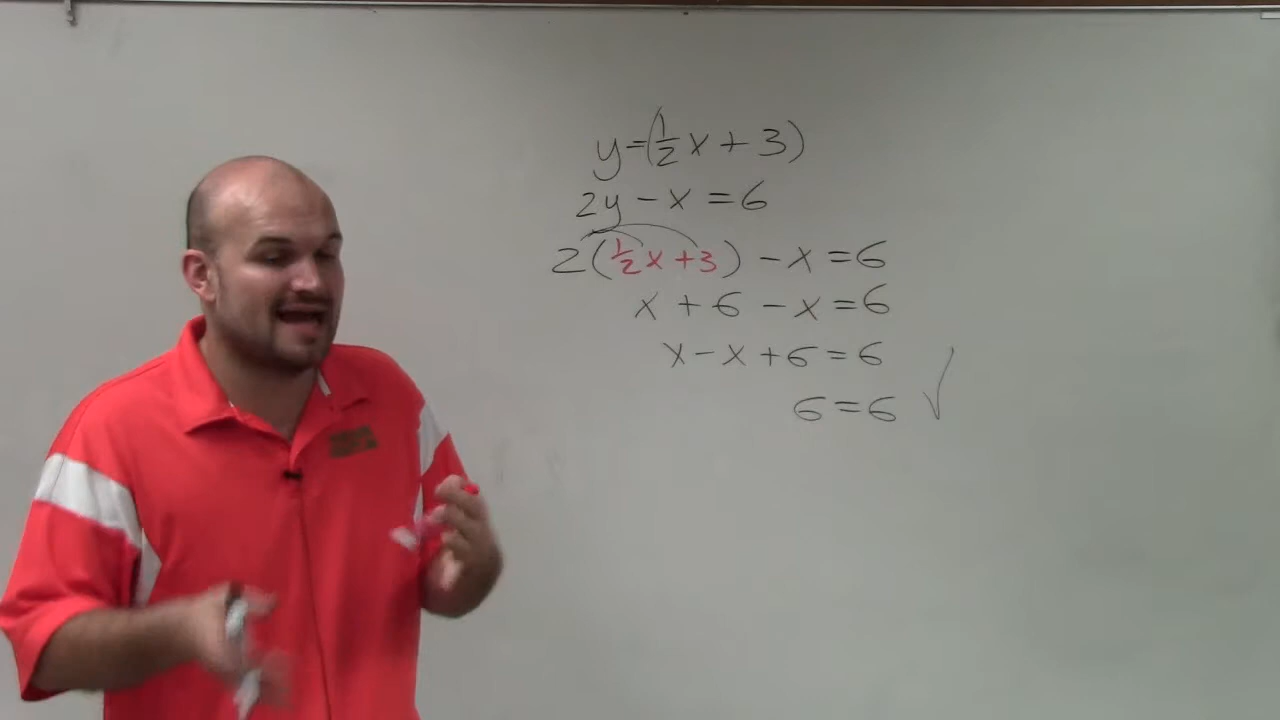 y=(½x+3)
2y-x=6
2(½x+3)-x=6
x+6-x=6
x-x+6=6
6=6 ✓